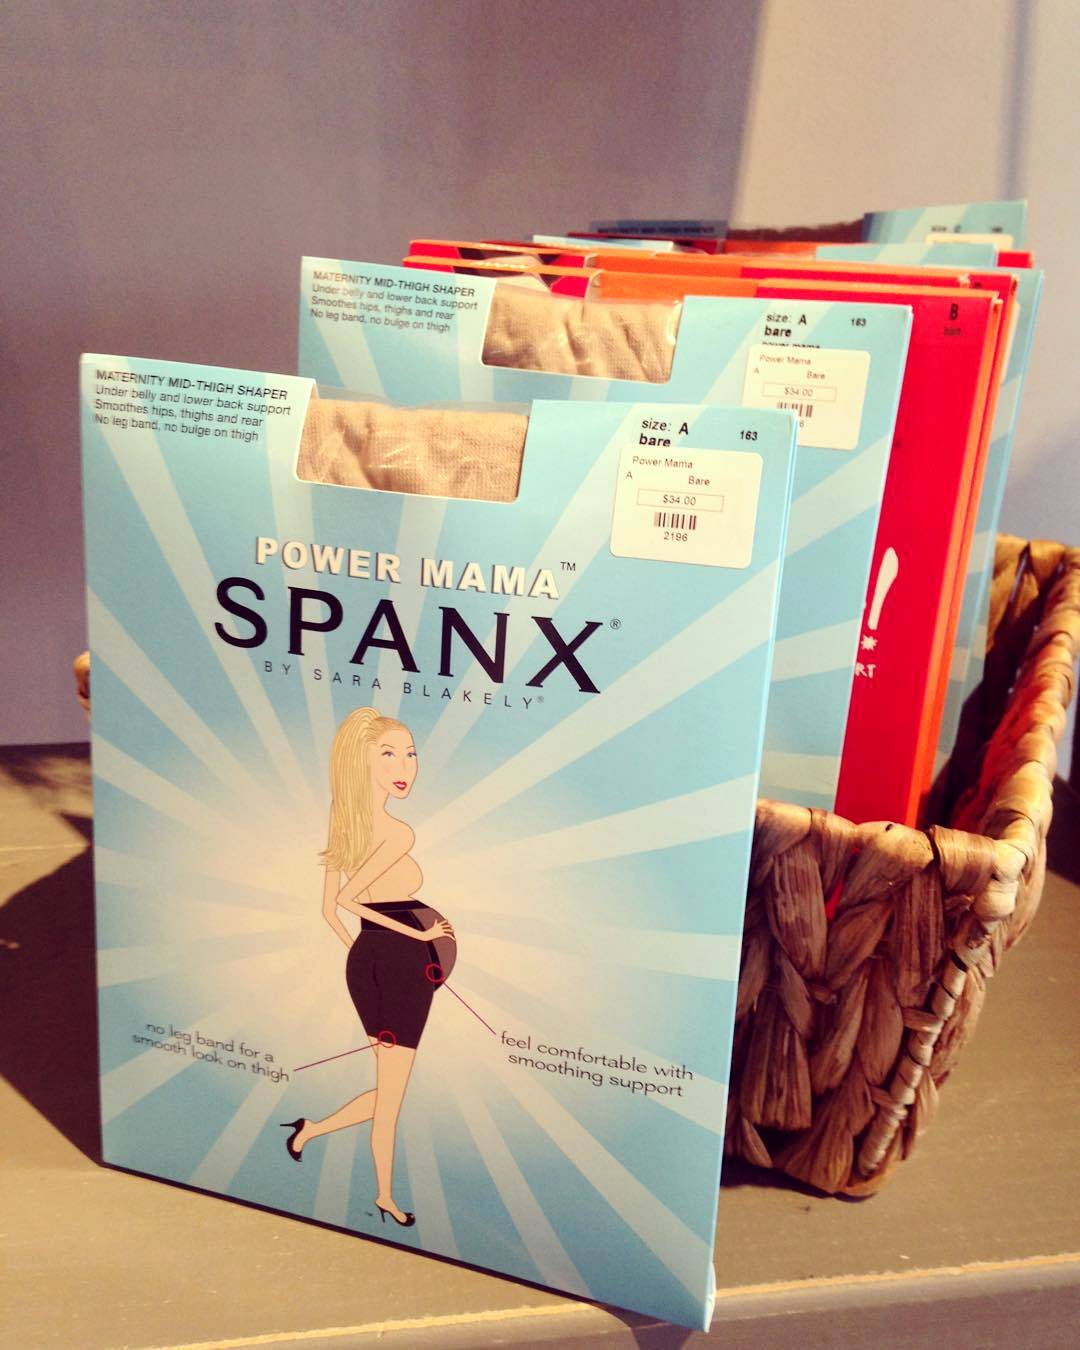 MATERNITY MID-THIGH SHAPER
Under belly and lower back support
Smoothes hips, thighs and rear
No leg band, no bulge on thigh
size: A 163
bare
Power Mama
A Bare
$34.00
2196
POWER MAMA™
SPANX®
BY SARA BLAKELY®
no leg band for a
smooth look on thigh
feel comfortable with
smoothing support
MATERNITY MID-THIGH SHAPER
Under belly and lower back support
Smoothes hips, thighs and rear
No leg band, no bulge on thigh
size: A 163
bare
power mama
Power Mama
A Bare
$34.00
6
B
!
RT